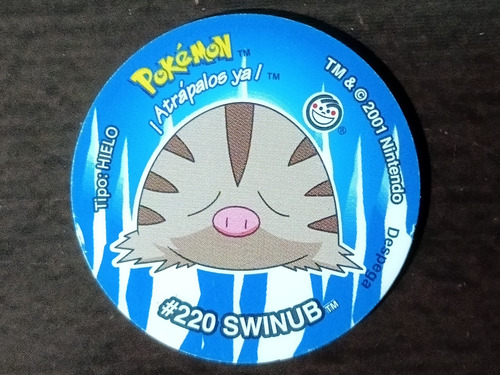 POKéMON™
¡Atrápalos ya! ™
TM & © 2001 Nintendo
®
Tipo: HIELO
Despega
#220 SWINUB™